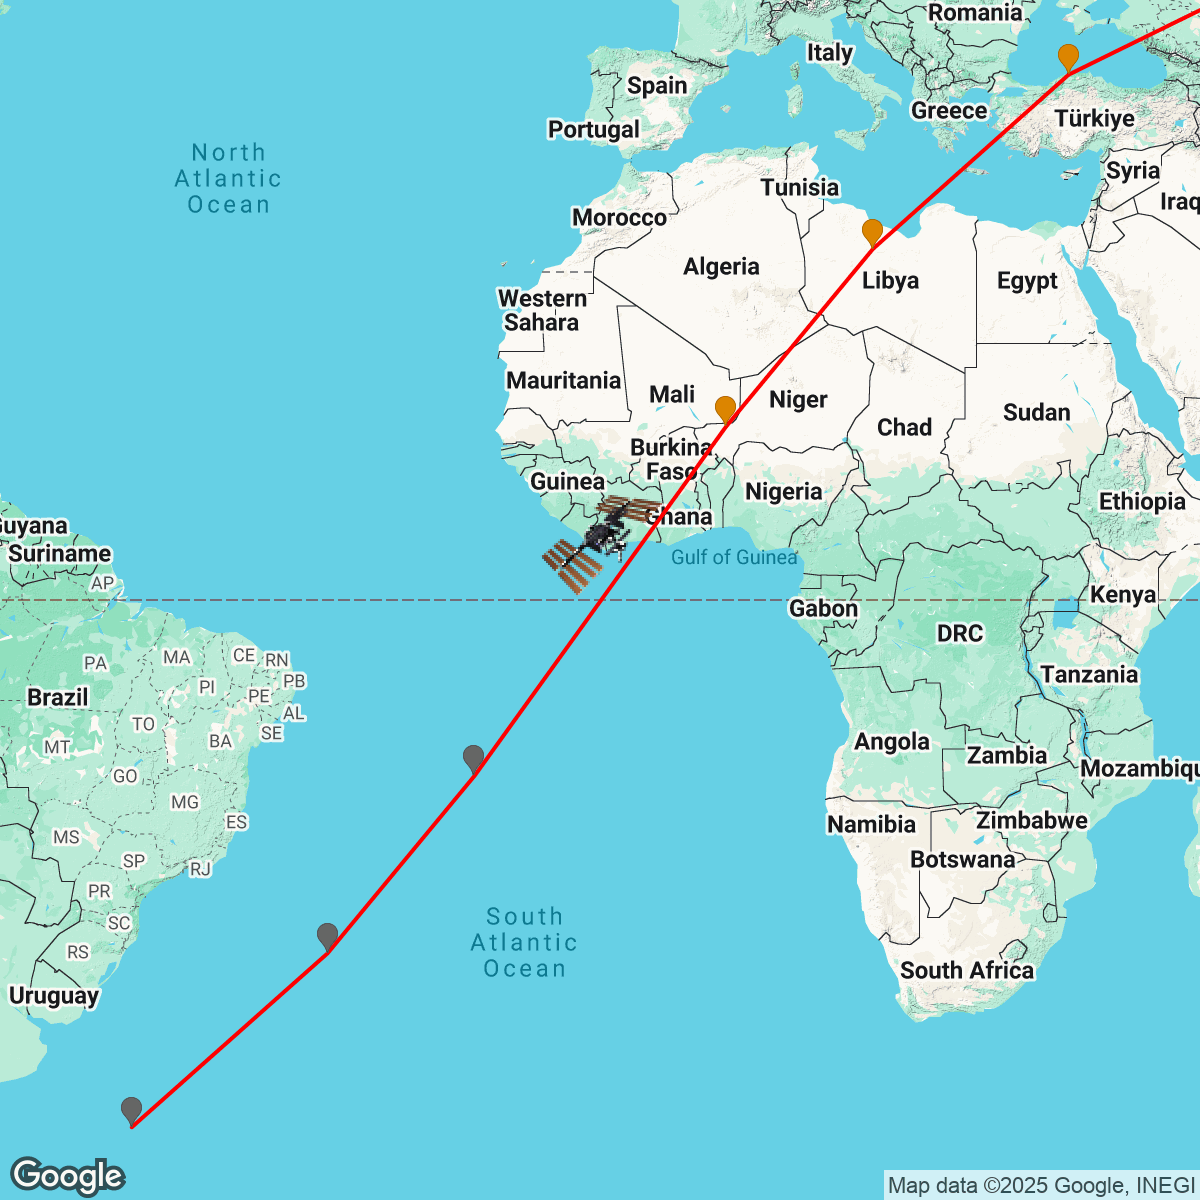 Romania
Italy
Spain
Greece
Türkiye
Portugal
North
Atlantic
Ocean
Syria
Tunisia
Iraq
Morocco
Algeria
Libya
Egypt
Western
Sahara
Mauritania
Mali
Niger
Chad
Sudan
Burkina
Faso
Guinea
Nigeria
Ethiopia
Ghana
Guyana
Suriname
Gulf of Guinea
AP
Kenya
Gabon
DRC
PA
MA
CE
RN
PB
PI
PE
AL
SE
Brazil
TO
BA
MT
GO
MG
ES
MS
SP
RJ
PR
SC
RS
Tanzania
Angola
Zambia
Mozambiqu
Namibia
Zimbabwe
Botswana
South
Atlantic
Ocean
South Africa
Uruguay
Google
Map data ©2025 Google, INEGI